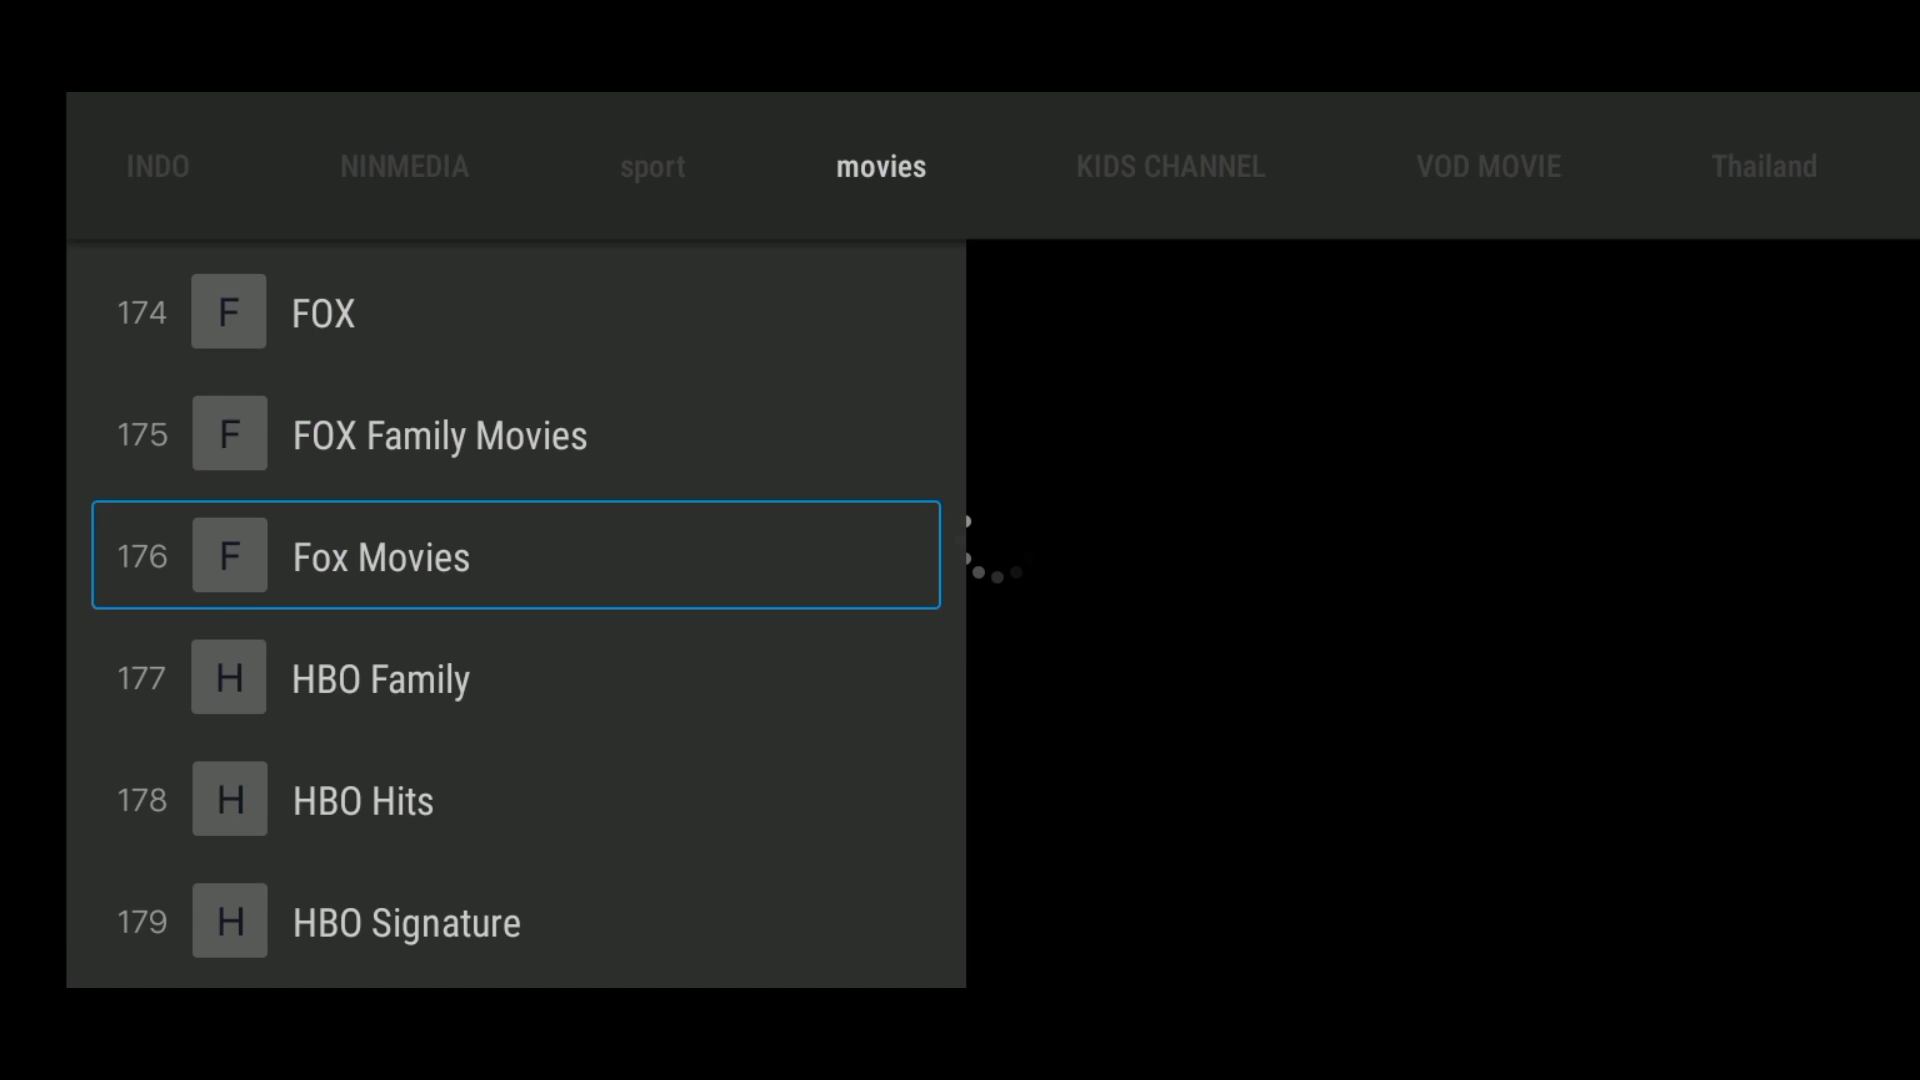 INDO NINMEDIA sport movies KIDS CHANNEL VOD MOVIE Thailand
174 F FOX
175 F FOX Family Movies
176 F Fox Movies
177 H HBO Family
178 H HBO Hits
179 H HBO Signature